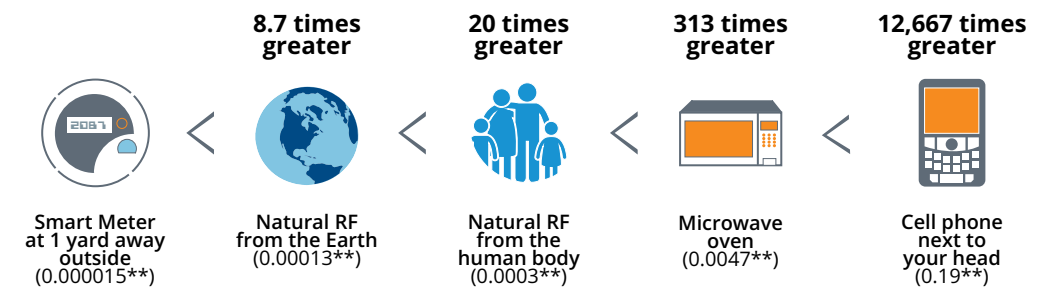 8.7 times
greater
20 times
greater
313 times
greater
12,667 times
greater
2087
Smart Meter
at 1 yard away
outside
(0.000015**)
Natural RF
from the Earth
(0.00013**)
Natural RF
from the
human body
(0.0003**)
Microwave
oven
(0.0047**)
Cell phone
next to
your head
(0.19**)